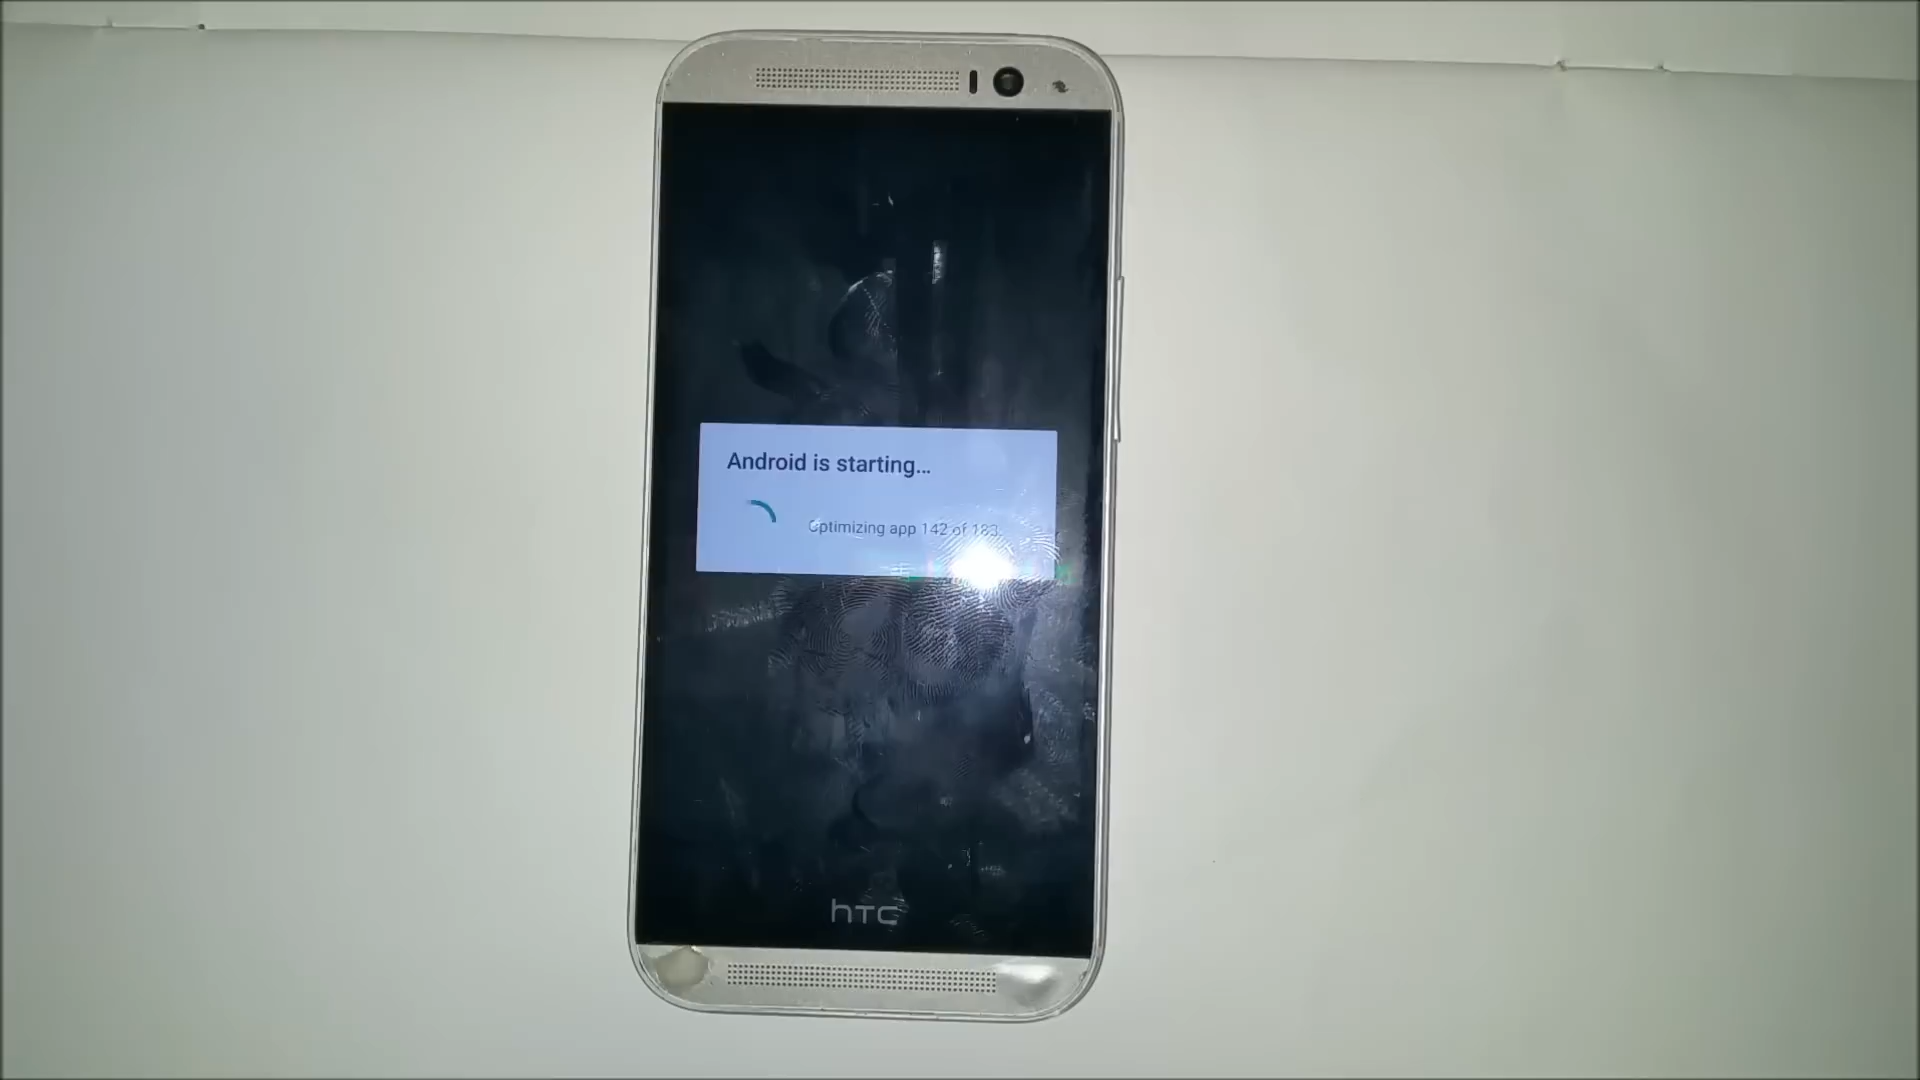 Android is starting...
Optimizing app 142 of 183.
hTC